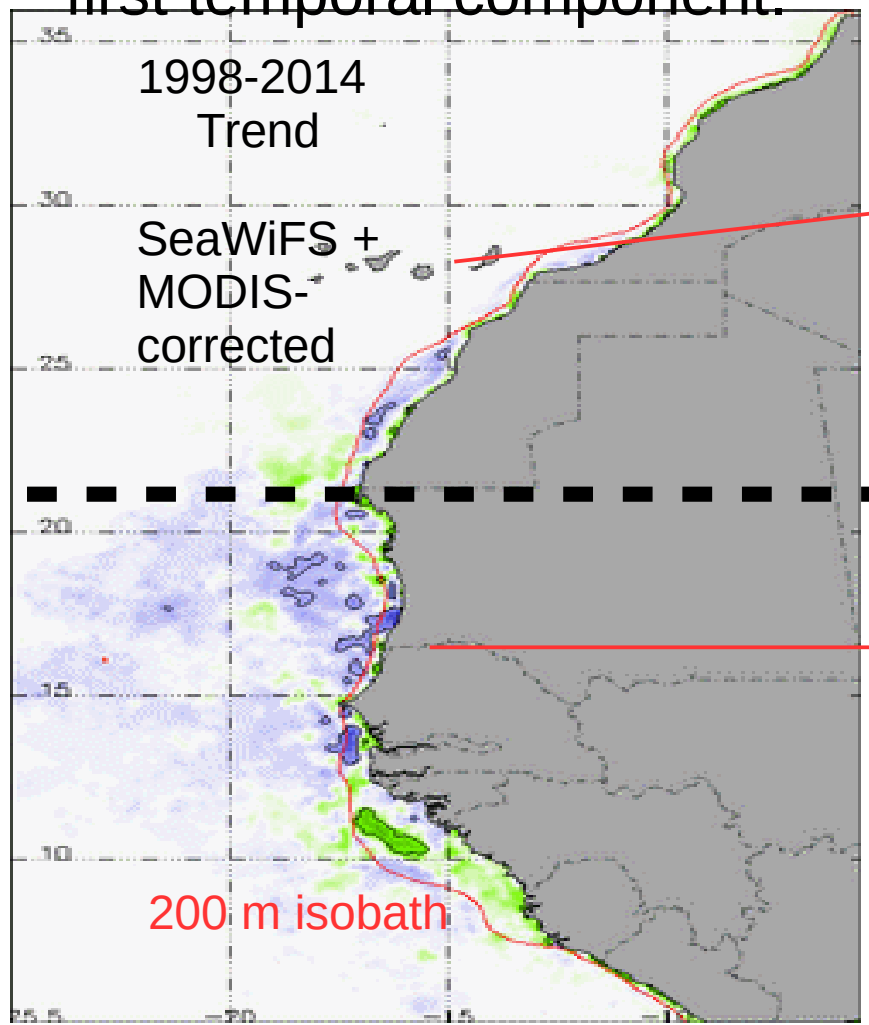 first temporal component.
35
1998-2014
Trend
30
SeaWiFS +
MODIS-
corrected
25
20
15
10
200 m isobath
-20
-15